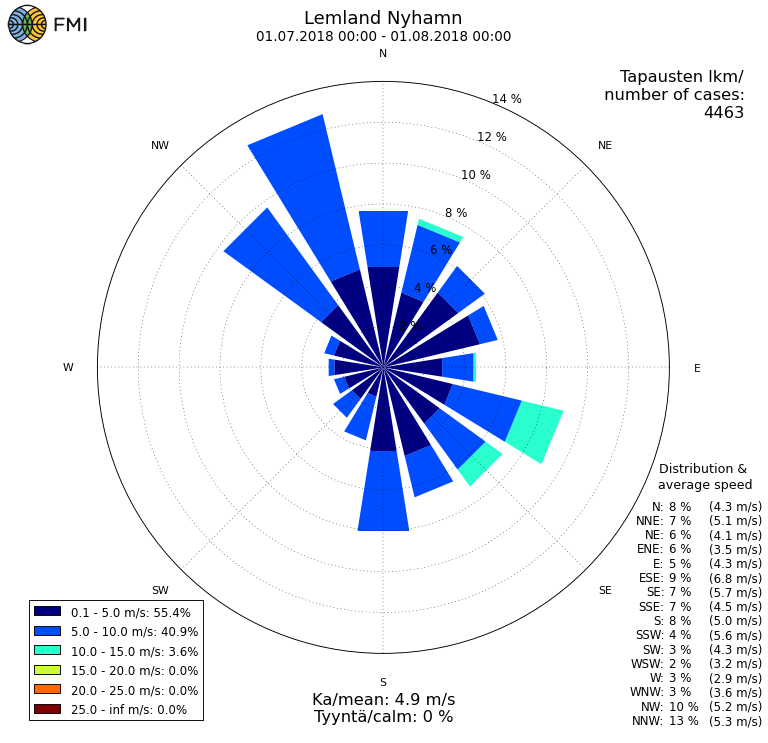 FMI
Lemland Nyhamn
01.07.2018 00:00 - 01.08.2018 00:00
N
Tapausten lkm/
number of cases:
4463
14 %
12 %
10 %
8 %
6 %
4 %
2 %
NW
NE
W
E
SW
SE
S
Distribution &
average speed
N: 8 % (4.3 m/s)
NNE: 7 % (5.1 m/s)
NE: 6 % (4.1 m/s)
ENE: 6 % (3.5 m/s)
E: 5 % (4.3 m/s)
ESE: 9 % (6.8 m/s)
SE: 7 % (5.7 m/s)
SSE: 7 % (4.5 m/s)
S: 8 % (5.0 m/s)
SSW: 4 % (5.6 m/s)
SW: 3 % (4.3 m/s)
WSW: 2 % (3.2 m/s)
W: 3 % (2.9 m/s)
WNW: 3 % (3.6 m/s)
NW: 10 % (5.2 m/s)
NNW: 13 % (5.3 m/s)
0.1 - 5.0 m/s: 55.4%
5.0 - 10.0 m/s: 40.9%
10.0 - 15.0 m/s: 3.6%
15.0 - 20.0 m/s: 0.0%
20.0 - 25.0 m/s: 0.0%
25.0 - inf m/s: 0.0%
Ka/mean: 4.9 m/s
Tyyntä/calm: 0 %